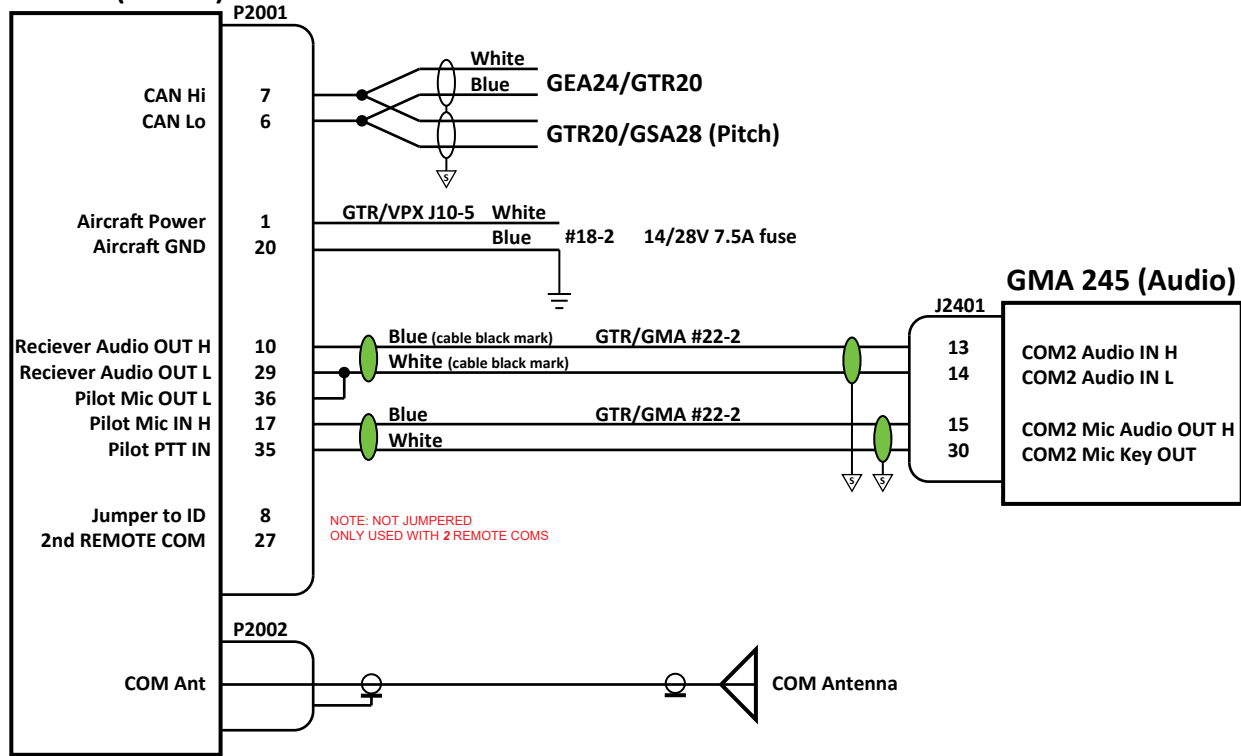 P2001
White
CAN Hi 7 Blue GEA24/GTR20
CAN Lo 6
GTR20/GSA28 (Pitch)
S
Aircraft Power 1 GTR/VPX J10-5 White
Aircraft GND 20 Blue #18-2 14/28V 7.5A fuse
GMA 245 (Audio)
J2401
Reciever Audio OUT H 10 Blue (cable black mark) GTR/GMA #22-2 13 COM2 Audio IN H
Reciever Audio OUT L 29 White (cable black mark) 14 COM2 Audio IN L
Pilot Mic OUT L 36
Pilot Mic IN H 17 Blue GTR/GMA #22-2 15 COM2 Mic Audio OUT H
Pilot PTT IN 35 White 30 COM2 Mic Key OUT
S S
Jumper to ID 8 NOTE: NOT JUMPERED
2nd REMOTE COM 27 ONLY USED WITH 2 REMOTE COMS
P2002
COM Ant COM Antenna